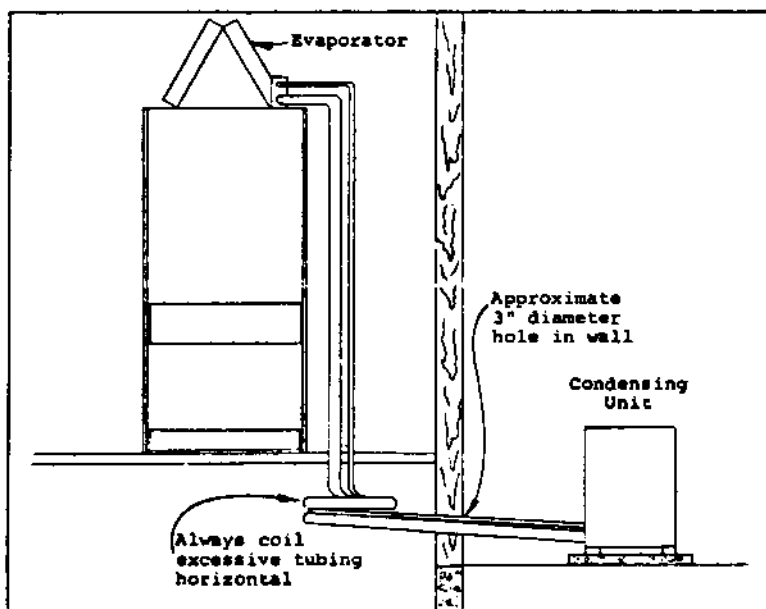 Evaporator
Approximate
3" diameter
hole in wall
Condensing
Unit
Always coil
excessive tubing
horizontal